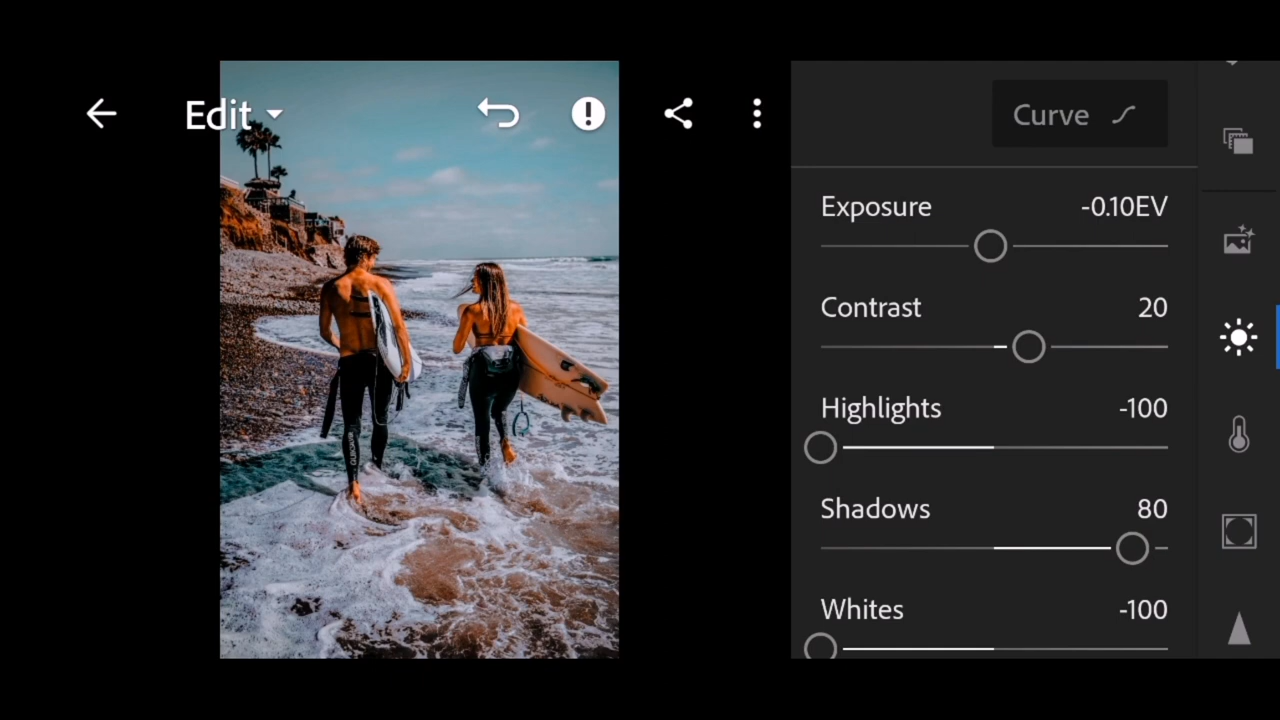 Edit
Curve
Exposure -0.10EV
Contrast 20
Highlights -100
Shadows 80
Whites -100